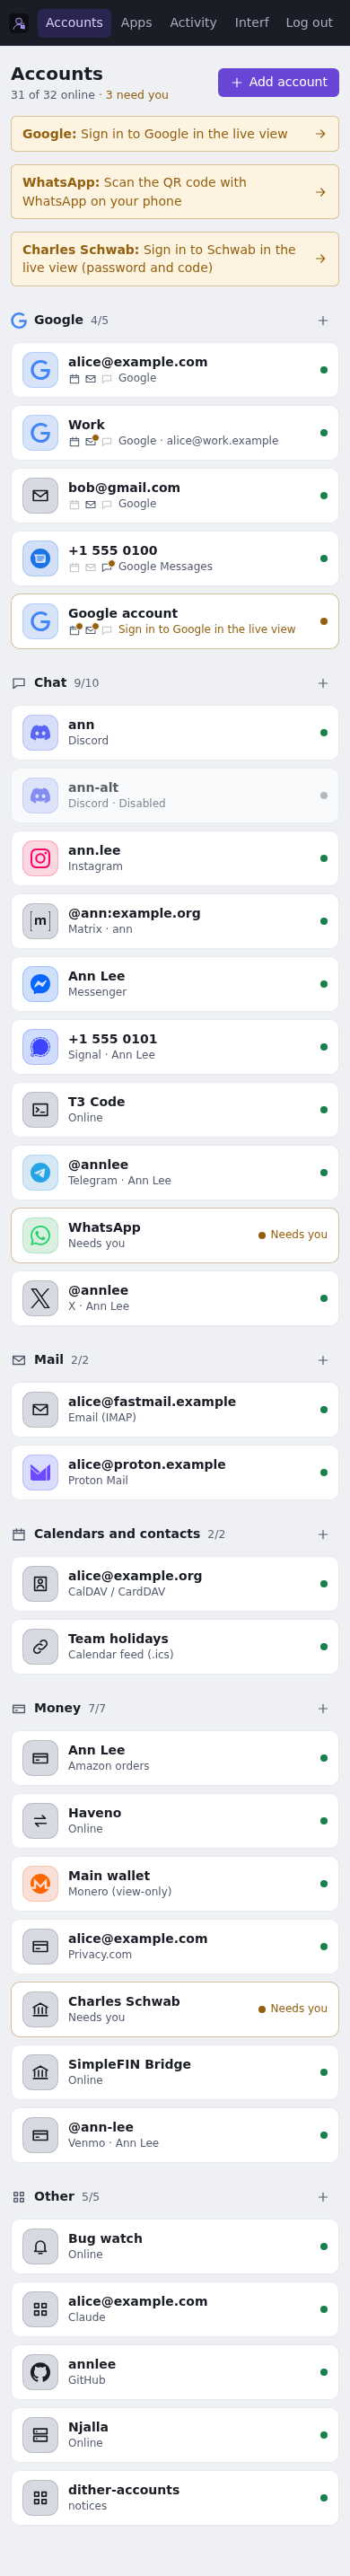 Accounts Apps Activity Interf Log out
Accounts
31 of 32 online · 3 need you
+ Add account
Google: Sign in to Google in the live view
WhatsApp: Scan the QR code with
WhatsApp on your phone
Charles Schwab: Sign in to Schwab in the
live view (password and code)
Google 4/5
alice@example.com
Google
Work
Google · alice@work.example
bob@gmail.com
Google
+1 555 0100
Google Messages
Google account
Sign in to Google in the live view
Chat 9/10
ann
Discord
ann-alt
Discord · Disabled
ann.lee
Instagram
@ann:example.org
Matrix · ann
Ann Lee
Messenger
+1 555 0101
Signal · Ann Lee
T3 Code
Online
@annlee
Telegram · Ann Lee
WhatsApp
Needs you
Needs you
@annlee
X · Ann Lee
Mail 2/2
alice@fastmail.example
Email (IMAP)
alice@proton.example
Proton Mail
Calendars and contacts 2/2
alice@example.org
CalDAV / CardDAV
Team holidays
Calendar feed (.ics)
Money 7/7
Ann Lee
Amazon orders
Haveno
Online
Main wallet
Monero (view-only)
alice@example.com
Privacy.com
Charles Schwab
Needs you
Needs you
SimpleFIN Bridge
Online
@ann-lee
Venmo · Ann Lee
Other 5/5
Bug watch
Online
alice@example.com
Claude
annlee
GitHub
Njalla
Online
dither-accounts
notices